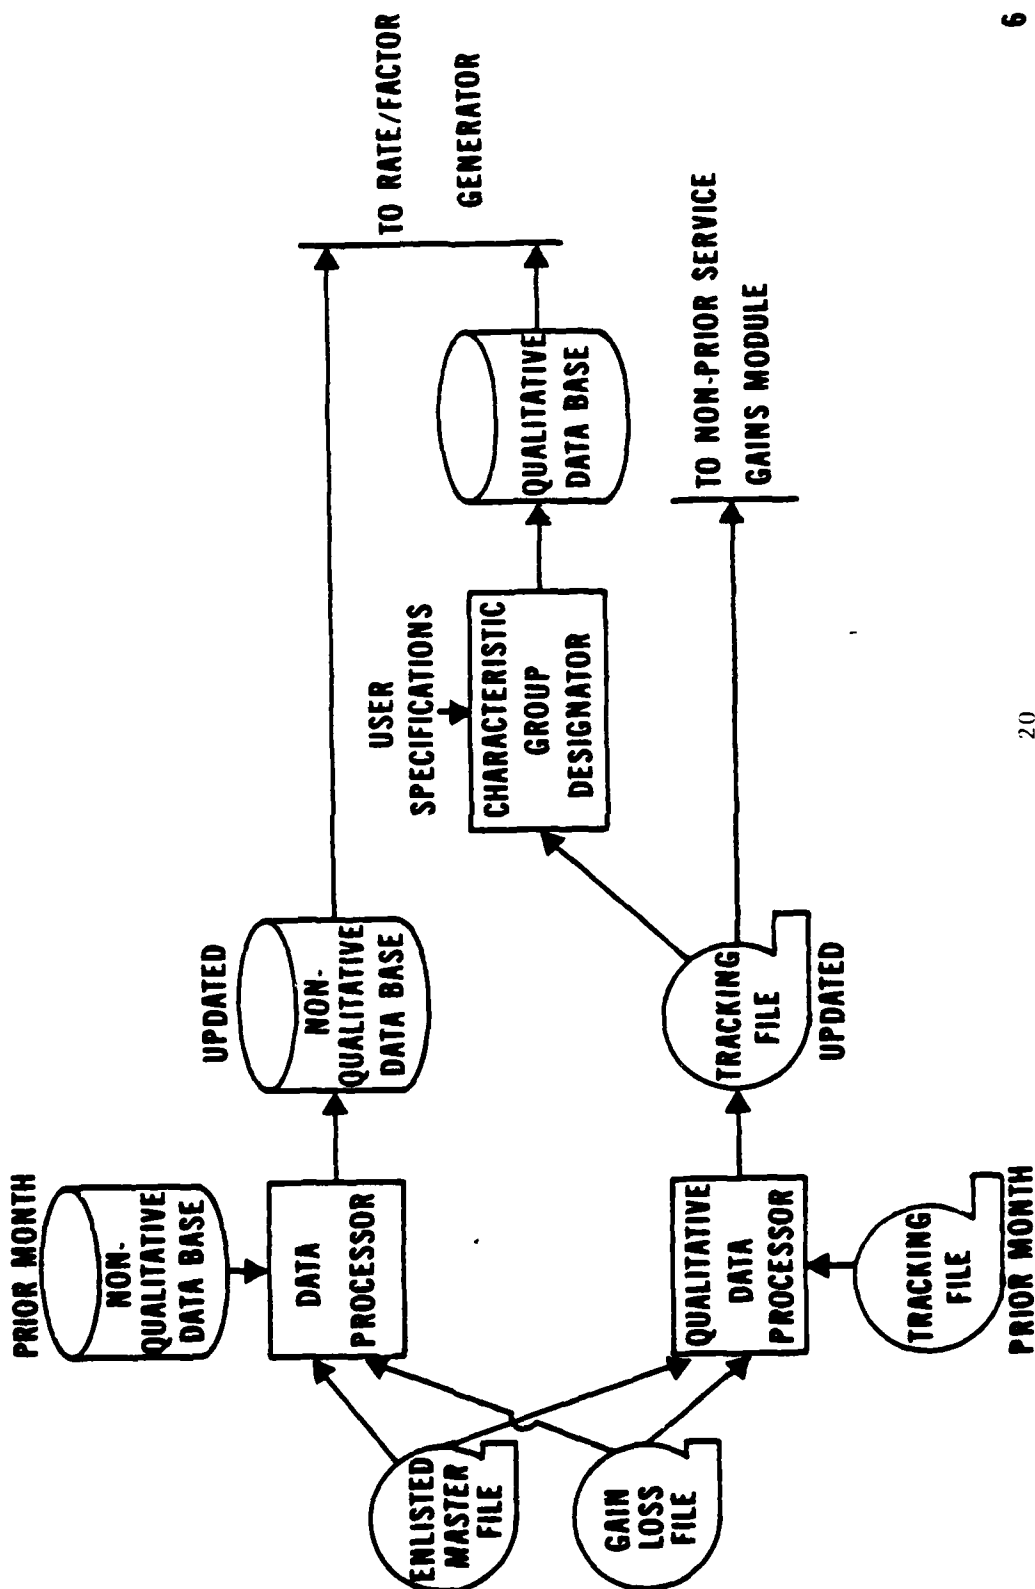 PRIOR MONTH
NON-
QUALITATIVE
DATA BASE
DATA
PROCESSOR
UPDATED
NON-
QUALITATIVE
DATA BASE
TO RATE/FACTOR
GENERATOR
ENLISTED
MASTER
FILE
GAIN
LOSS
FILE
USER
SPECIFICATIONS
CHARACTERISTIC
GROUP
DESIGNATOR
QUALITATIVE
DATA BASE
QUALITATIVE
DATA
PROCESSOR
TRACKING
FILE
UPDATED
TO NON-PRIOR SERVICE
GAINS MODULE
TRACKING
FILE
PRIOR MONTH
20
6